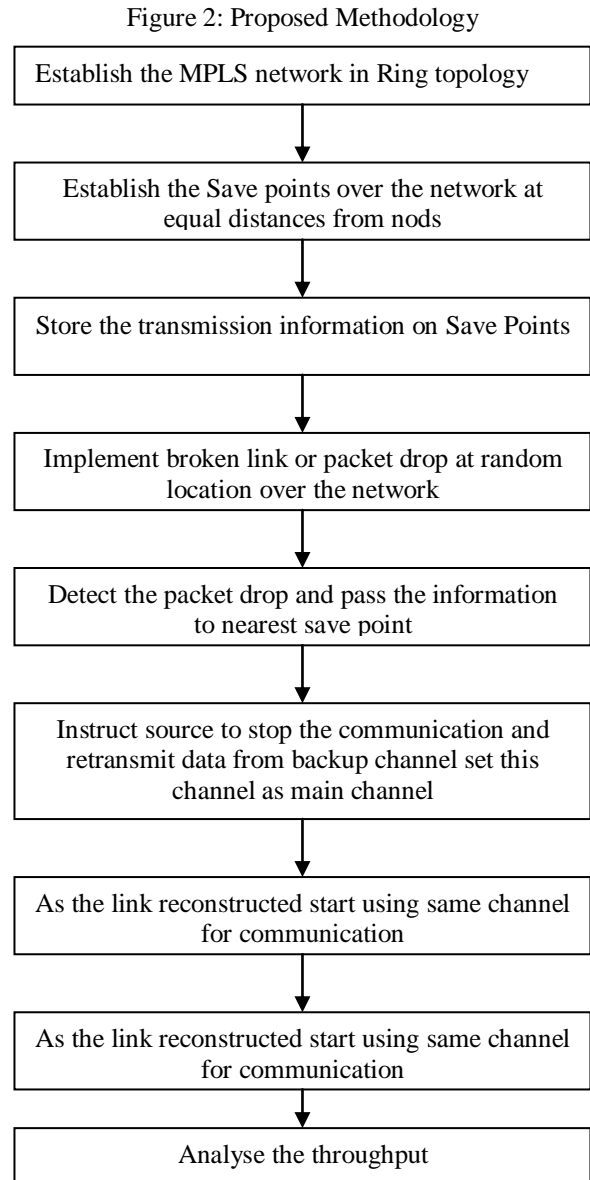 Figure 2: Proposed Methodology
Establish the MPLS network in Ring topology
Establish the Save points over the network at
equal distances from nods
Store the transmission information on Save Points
Implement broken link or packet drop at random
location over the network
Detect the packet drop and pass the information
to nearest save point
Instruct source to stop the communication and
retransmit data from backup channel set this
channel as main channel
As the link reconstructed start using same channel
for communication
As the link reconstructed start using same channel
for communication
Analyse the throughput